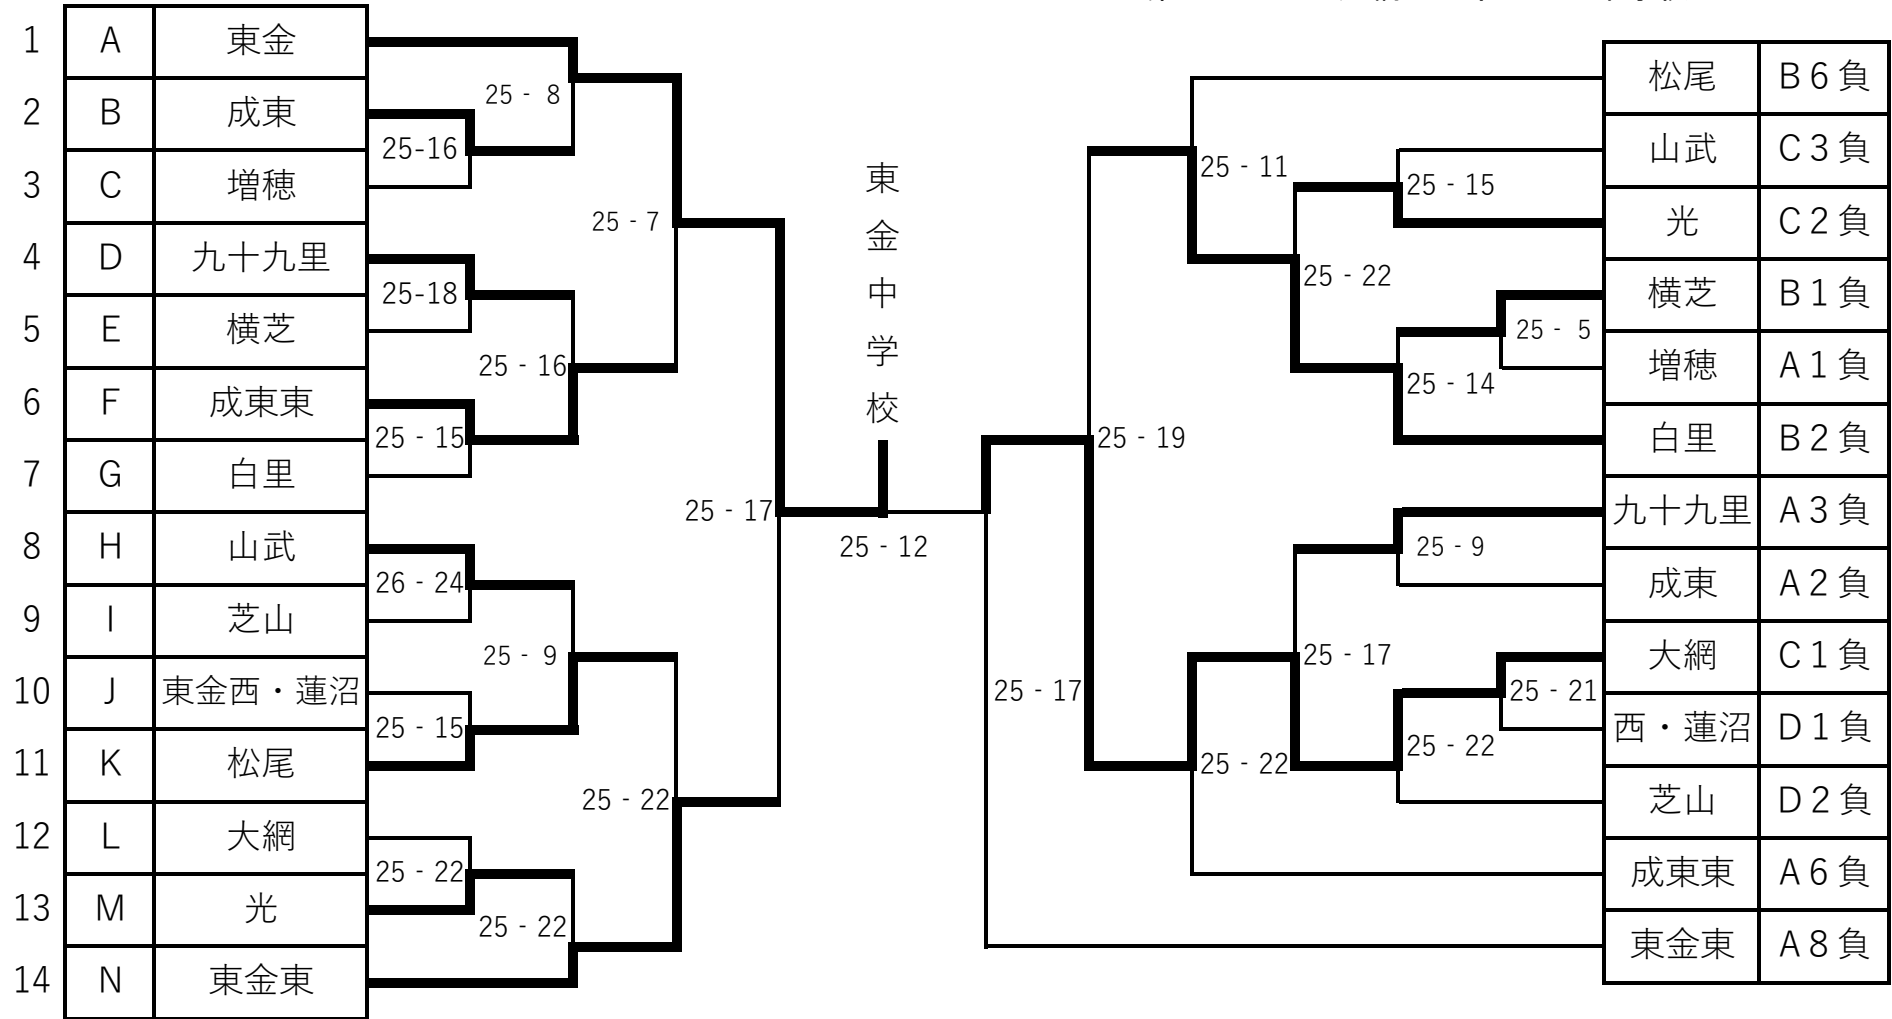 1 A 東金
2 B 成東
3 C 増穂
4 D 九十九里
5 E 横芝
6 F 成東東
7 G 白里
8 H 山武
9 I 芝山
10 J 東金西・蓮沼
11 K 松尾
12 L 大網
13 M 光
14 N 東金東
25 - 8
25-16
25 - 7
25-18
25 - 16
25 - 15
25 - 17
26 - 24
25 - 9
25 - 15
25 - 22
25 - 22
25 - 22
東金中学校
25 - 12
25 - 11
25 - 15
25 - 22
25 - 5
25 - 14
25 - 19
25 - 9
25 - 17
25 - 17
25 - 21
25 - 22
25 - 22
松尾 B6負
山武 C3負
光 C2負
横芝 B1負
増穂 A1負
白里 B2負
九十九里 A3負
成東 A2負
大網 C1負
西・蓮沼 D1負
芝山 D2負
成東東 A6負
東金東 A8負